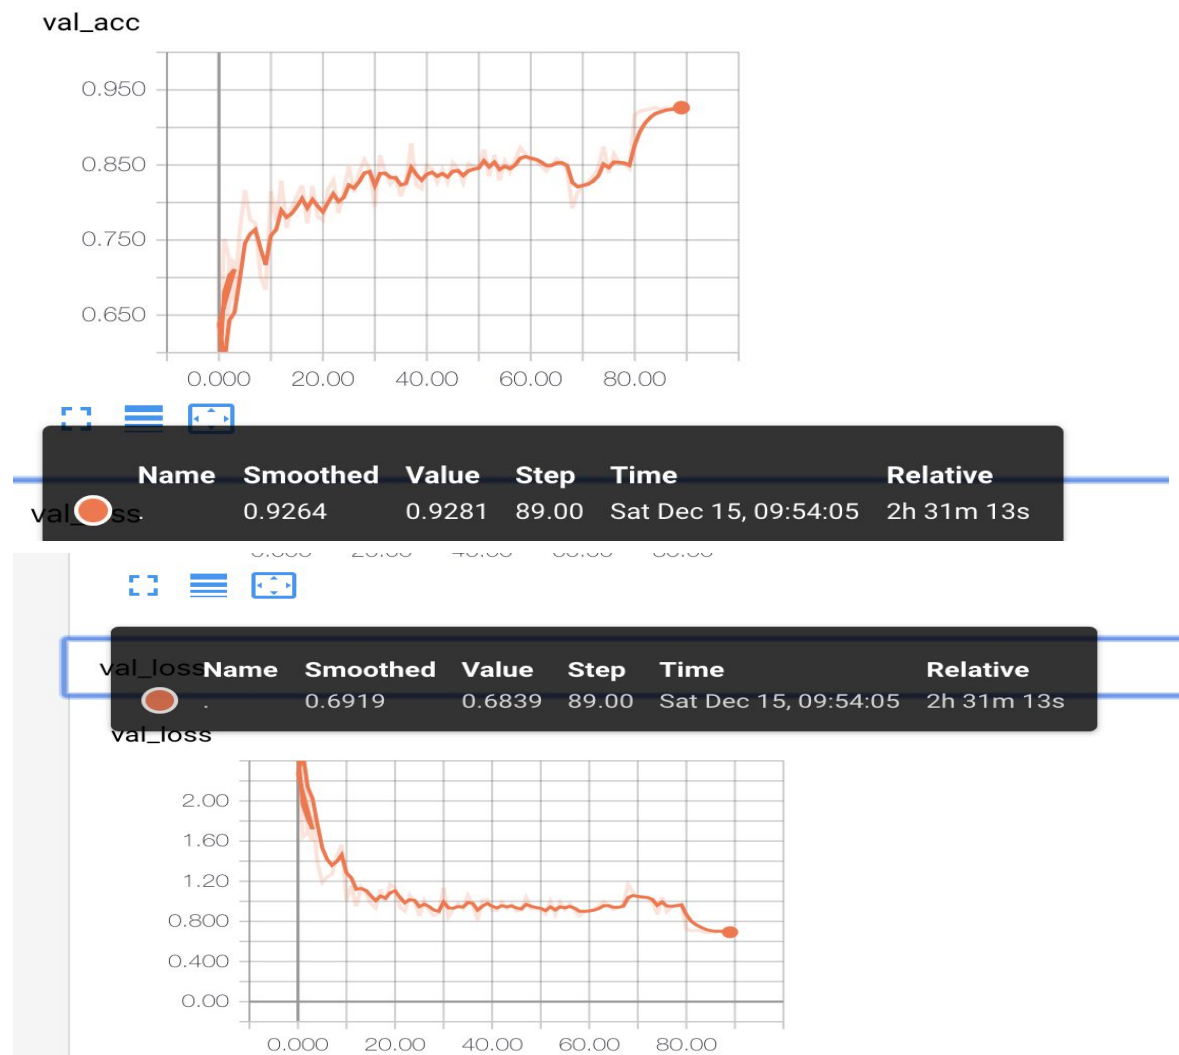 val_acc
0.950
0.850
0.750
0.650
0.000 20.00 40.00 60.00 80.00
Name Smoothed Value Step Time Relative
val_loss . 0.9264 0.9281 89.00 Sat Dec 15, 09:54:05 2h 31m 13s
val_loss Name Smoothed Value Step Time Relative
. 0.6919 0.6839 89.00 Sat Dec 15, 09:54:05 2h 31m 13s
val_loss
2.00
1.60
1.20
0.800
0.400
0.00
0.000 20.00 40.00 60.00 80.00